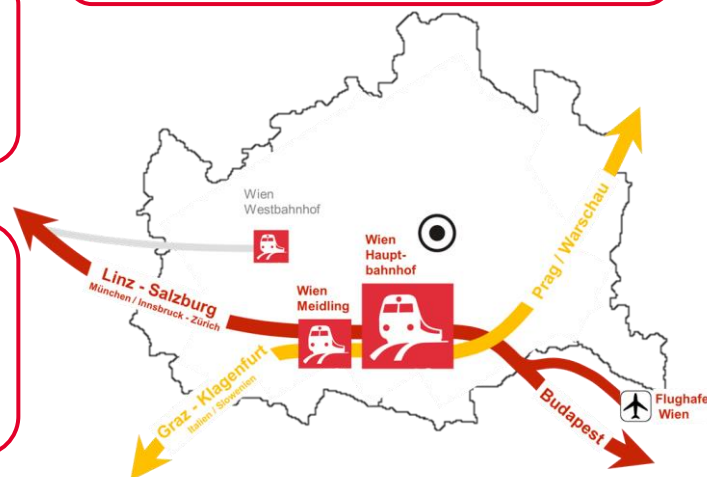 Wien
Westbahnhof
Wien
Haupt-
bahnhof
Wien
Meidling
Prag / Warschau
Linz - Salzburg
München / Innsbruck - Zürich
Graz - Klagenfurt
Italien / Slowenien
Budapest
Flughafe
Wien